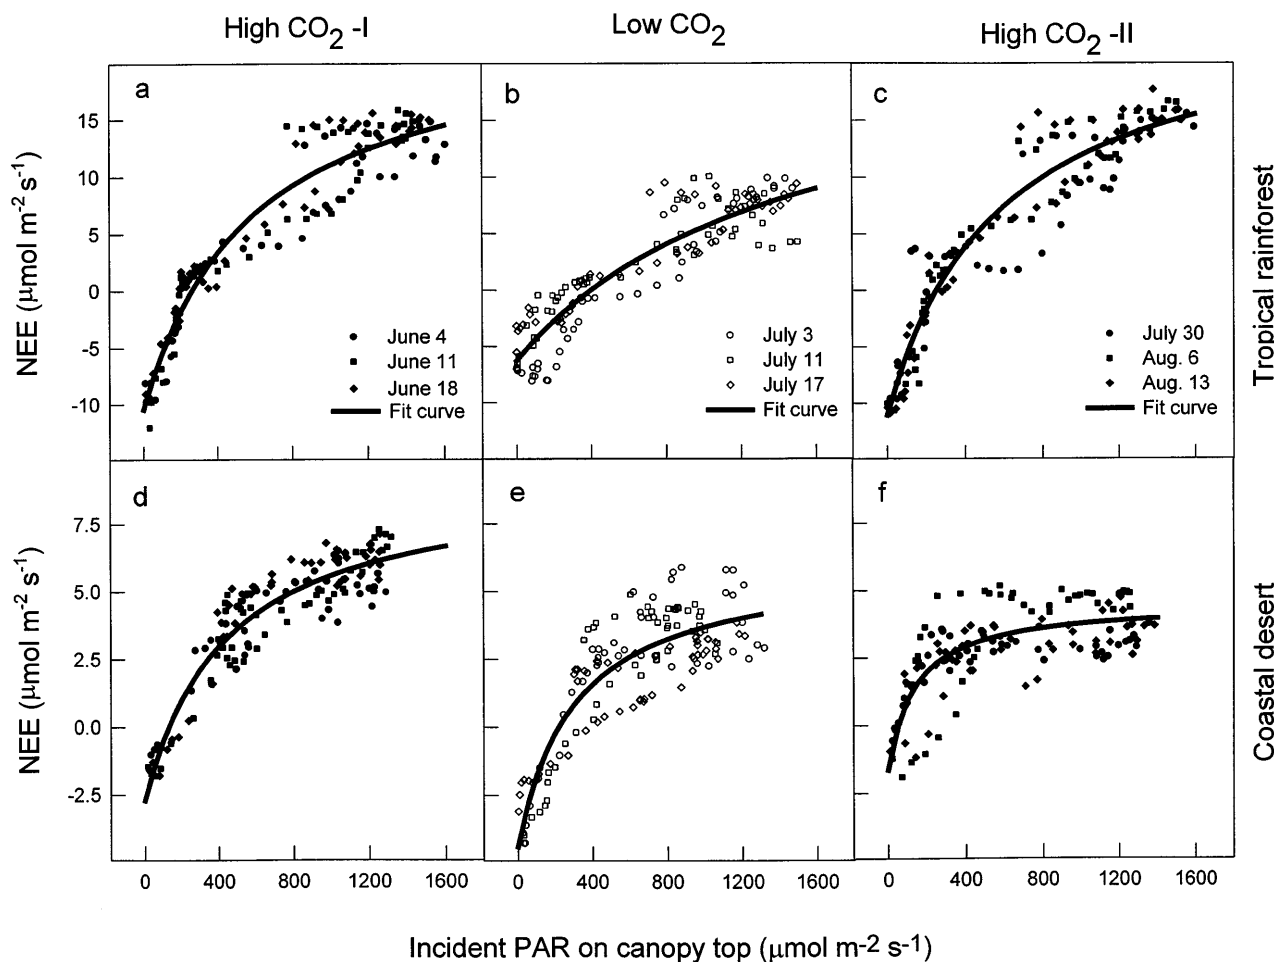 High CO2 -I
Low CO2
High CO2 -II
a
b
c
15
10
5
0
-5
-10
NEE (μmol m-2 s-1)
June 4
June 11
June 18
Fit curve
July 3
July 11
July 17
Fit curve
July 30
Aug. 6
Aug. 13
Fit curve
Tropical rainforest
d
e
f
7.5
5.0
2.5
0.0
-2.5
NEE (μmol m-2 s-1)
Coastal desert
0 400 800 1200 1600
0 400 800 1200 1600
0 400 800 1200 1600
Incident PAR on canopy top (μmol m-2 s-1)